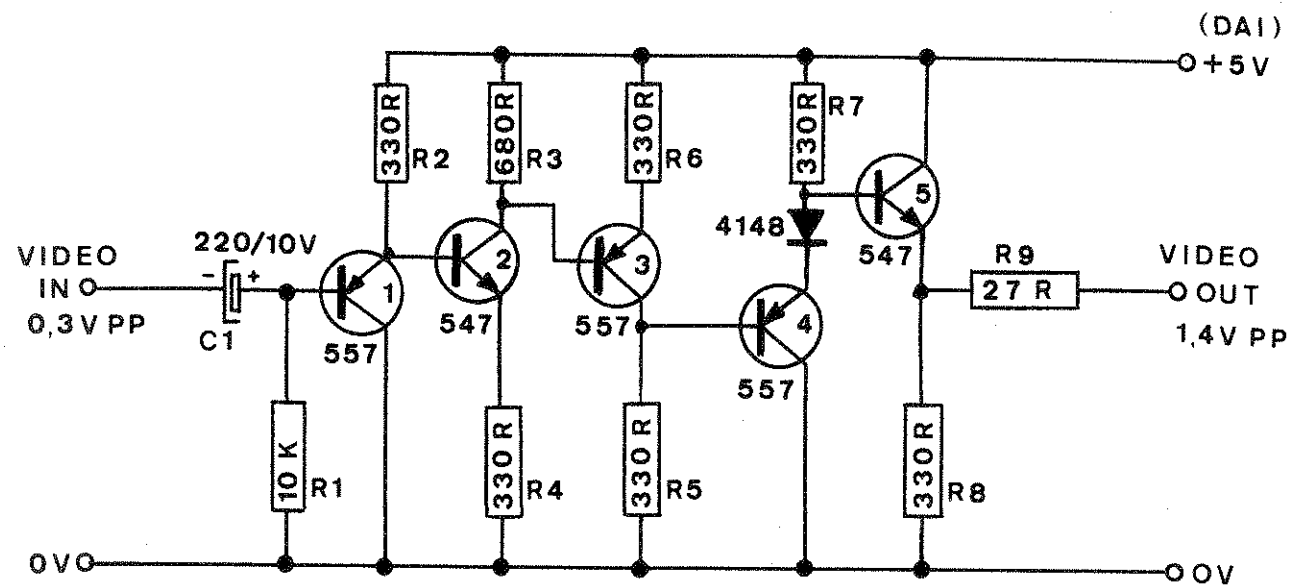 (DAI)
+5V
330R
R2
680R
R3
330R
R6
330R
R7
4148
5
547
220/10V
VIDEO
IN
0,3V PP
- +
C1
1
557
2
547
3
557
4
557
R9
27 R
VIDEO
OUT
1,4V PP
10K
R1
330R
R4
330R
R5
330R
R8
0V
0V